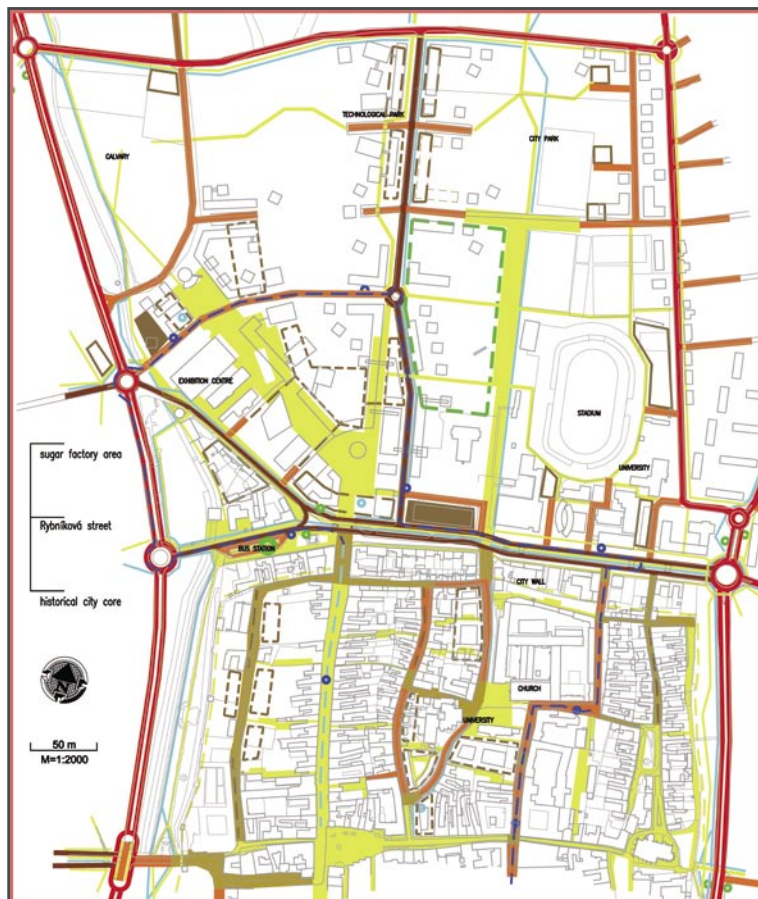 TECHNOLOGICAL PARK
CITY PARK
CALVARY
EXHIBITION CENTRE
STADIUM
sugar factory area
UNIVERSITY
Rybníková street
BUS STATION
CITY WALL
historical city core
CHURCH
UNIVERSITY
50 m
M=1:2000